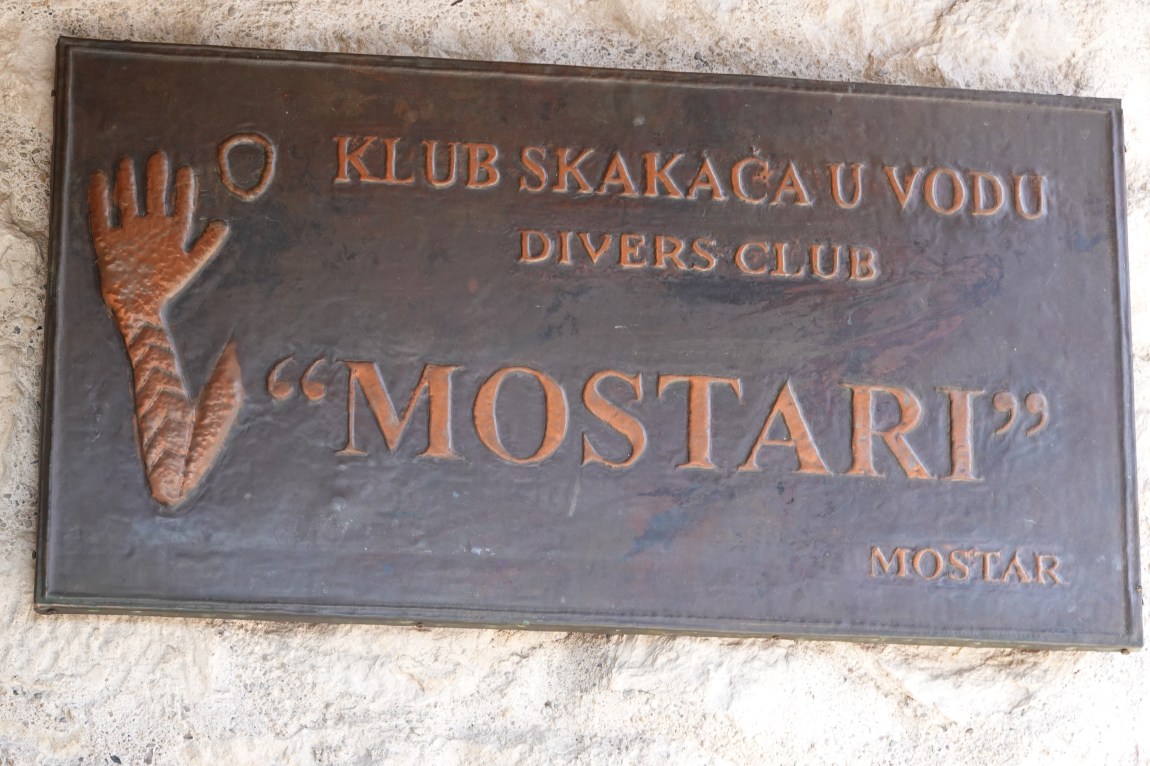 KLUB SKAKAČA U VODU
DIVERS CLUB
“MOSTARI”
MOSTAR